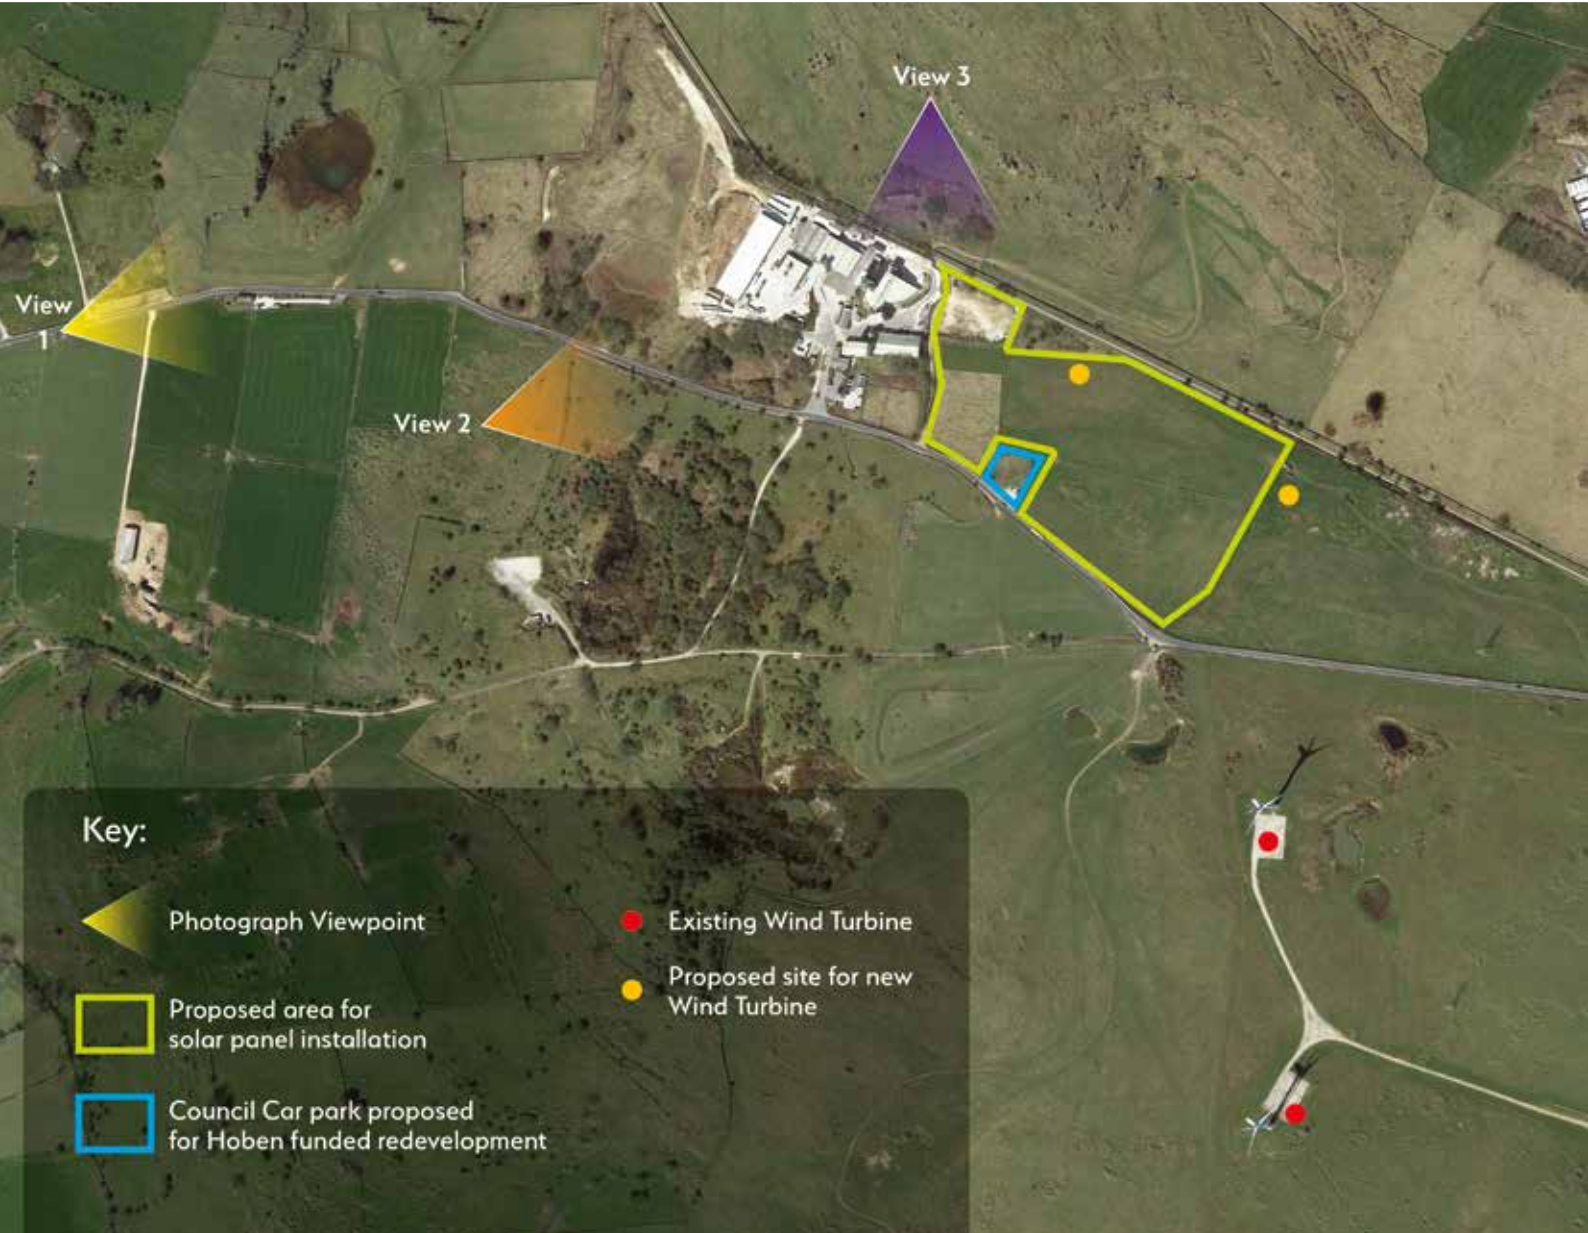 View 3
View
1
View 2
Key:
Photograph Viewpoint
Proposed area for
solar panel installation
Council Car park proposed
for Hoben funded redevelopment
Existing Wind Turbine
Proposed site for new
Wind Turbine